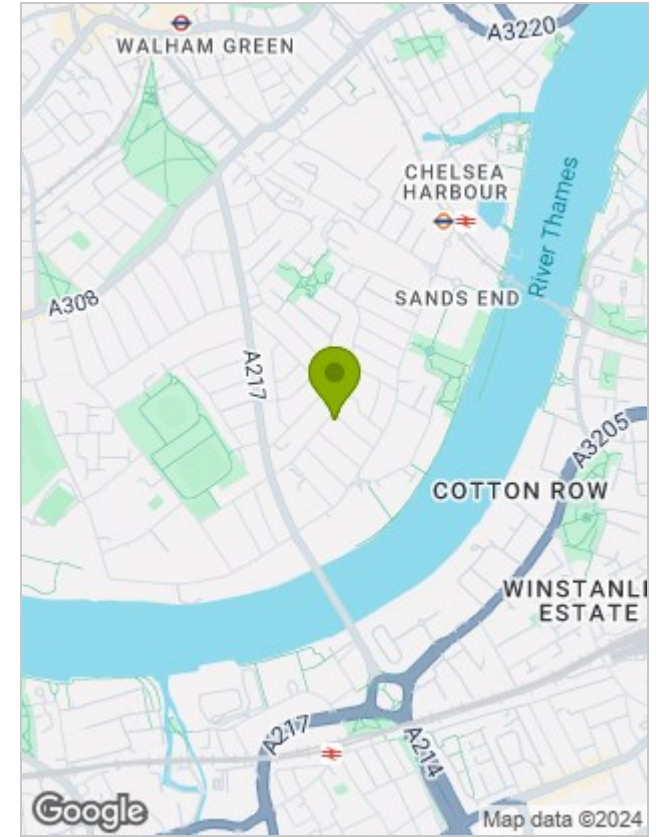 A3220
WALHAM GREEN
CHELSEA
HARBOUR
River Thames
SANDS END
A308
A217
A3205
COTTON ROW
WINSTANL
ESTATE
A217
A214
Google
Map data ©2024